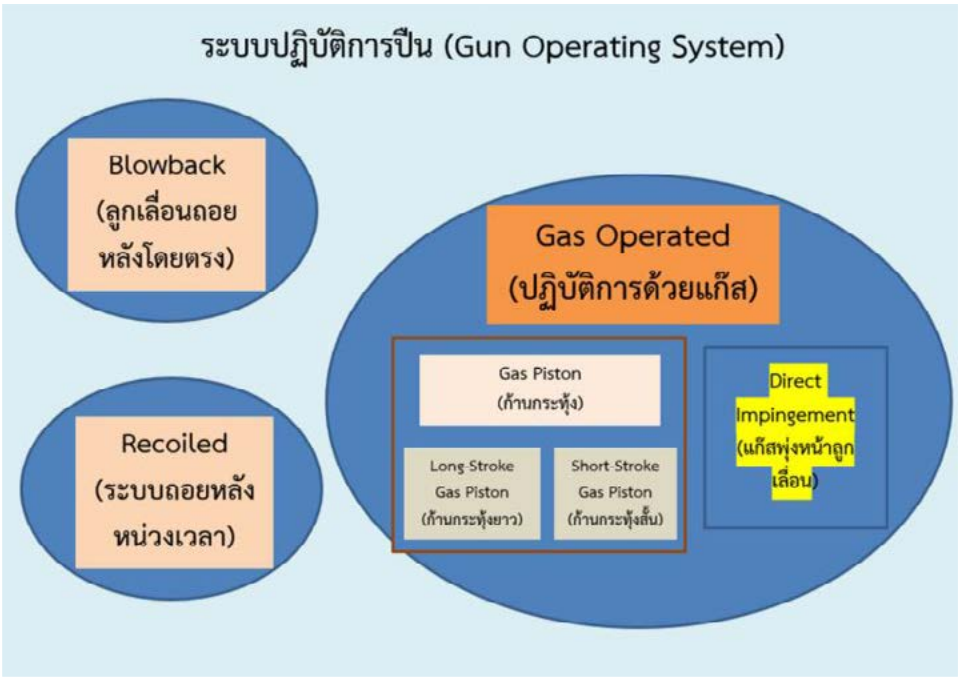 ระบบปฏิบัติการปืน (Gun Operating System)
Blowback
(ลูกเลื่อนถอย
หลังโดยตรง)
Gas Operated
(ปฏิบัติการด้วยแก๊ส)
Gas Piston
(ก้านกระทุ้ง)
Long-Stroke
Gas Piston
(ก้านกระทุ้งยาว)
Short-Stroke
Gas Piston
(ก้านกระทุ้งสั้น)
Direct
Impingement
(แก๊สพุ่งหน้าลูก
เลื่อน)
Recoiled
(ระบบถอยหลัง
หน่วงเวลา)